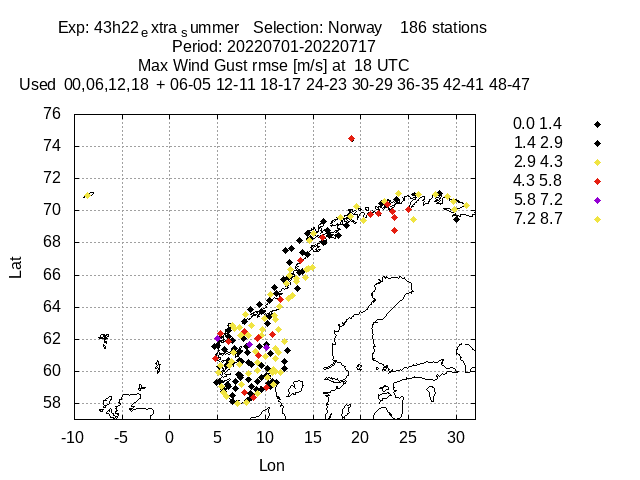 Exp: 43h22 e xtra s ummer Selection: Norway 186 stations
Period: 20220701-20220717
Max Wind Gust rmse [m/s] at 18 UTC
Used 00,06,12,18 + 06-05 12-11 18-17 24-23 30-29 36-35 42-41 48-47
76
74
72
70
68
66
64
62
60
58
Lat
-10 -5 0 5 10 15 20 25 30
Lon
0.0 1.4
1.4 2.9
2.9 4.3
4.3 5.8
5.8 7.2
7.2 8.7